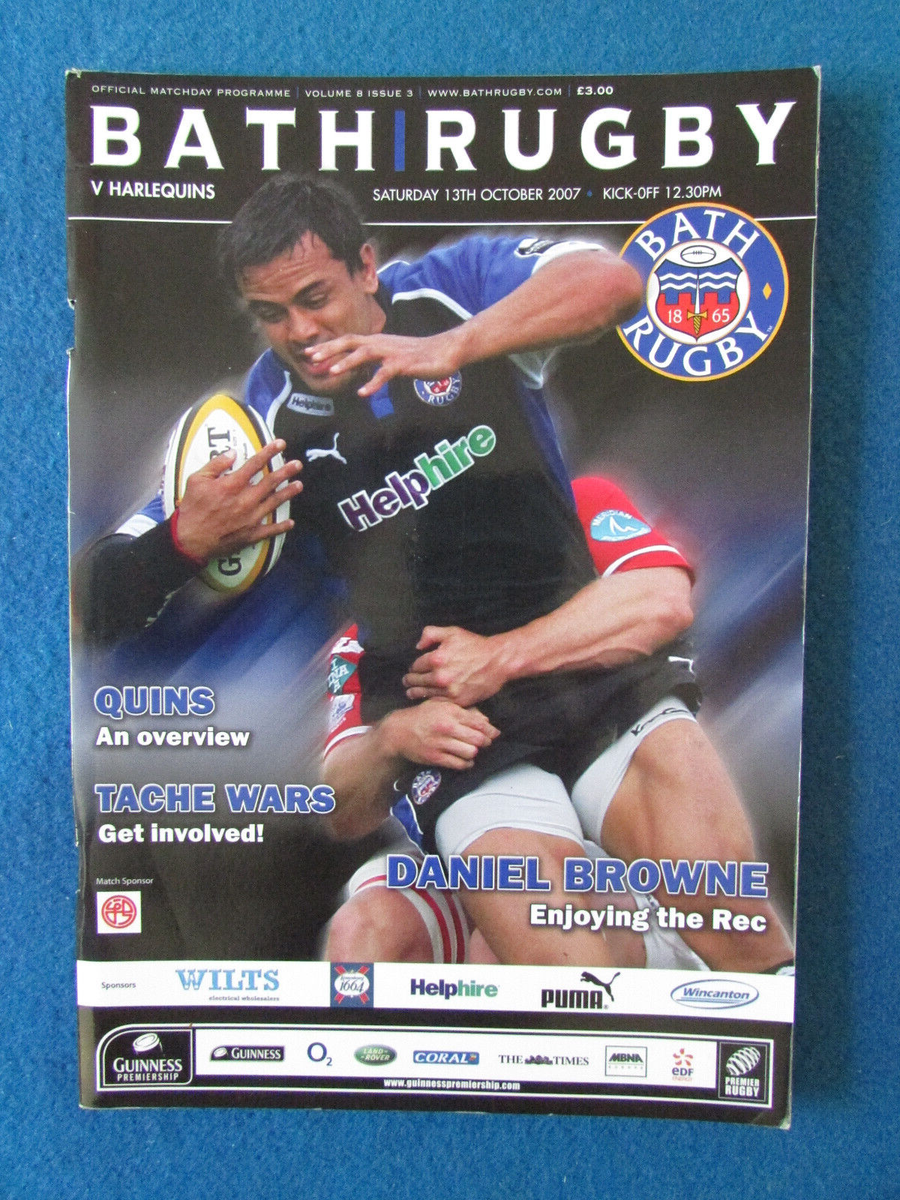 OFFICIAL MATCHDAY PROGRAMME | VOLUME 8 ISSUE 3 | WWW.BATHRUGBY.COM | £3.00
BATH|RUGBY
V HARLEQUINS
SATURDAY 13TH OCTOBER 2007 • KICK-OFF 12.30PM
BATH
18 65
RUGBY
Helphire
RUGBY
Helphire
QUINS
An overview
TACHE WARS
Get involved!
DANIEL BROWNE
Enjoying the Rec
Match Sponsor
Sponsors
WILTS
electrical wholesalers
1664
Helphire
PUMA
Wincanton
GUINNESS
PREMIERSHIP
GUINNESS
O2
LAND ROVER
CORAL
THE TIMES
MBNA
eDF
ENERGY
PREMIER
RUGBY
www.guinnesspremiership.com